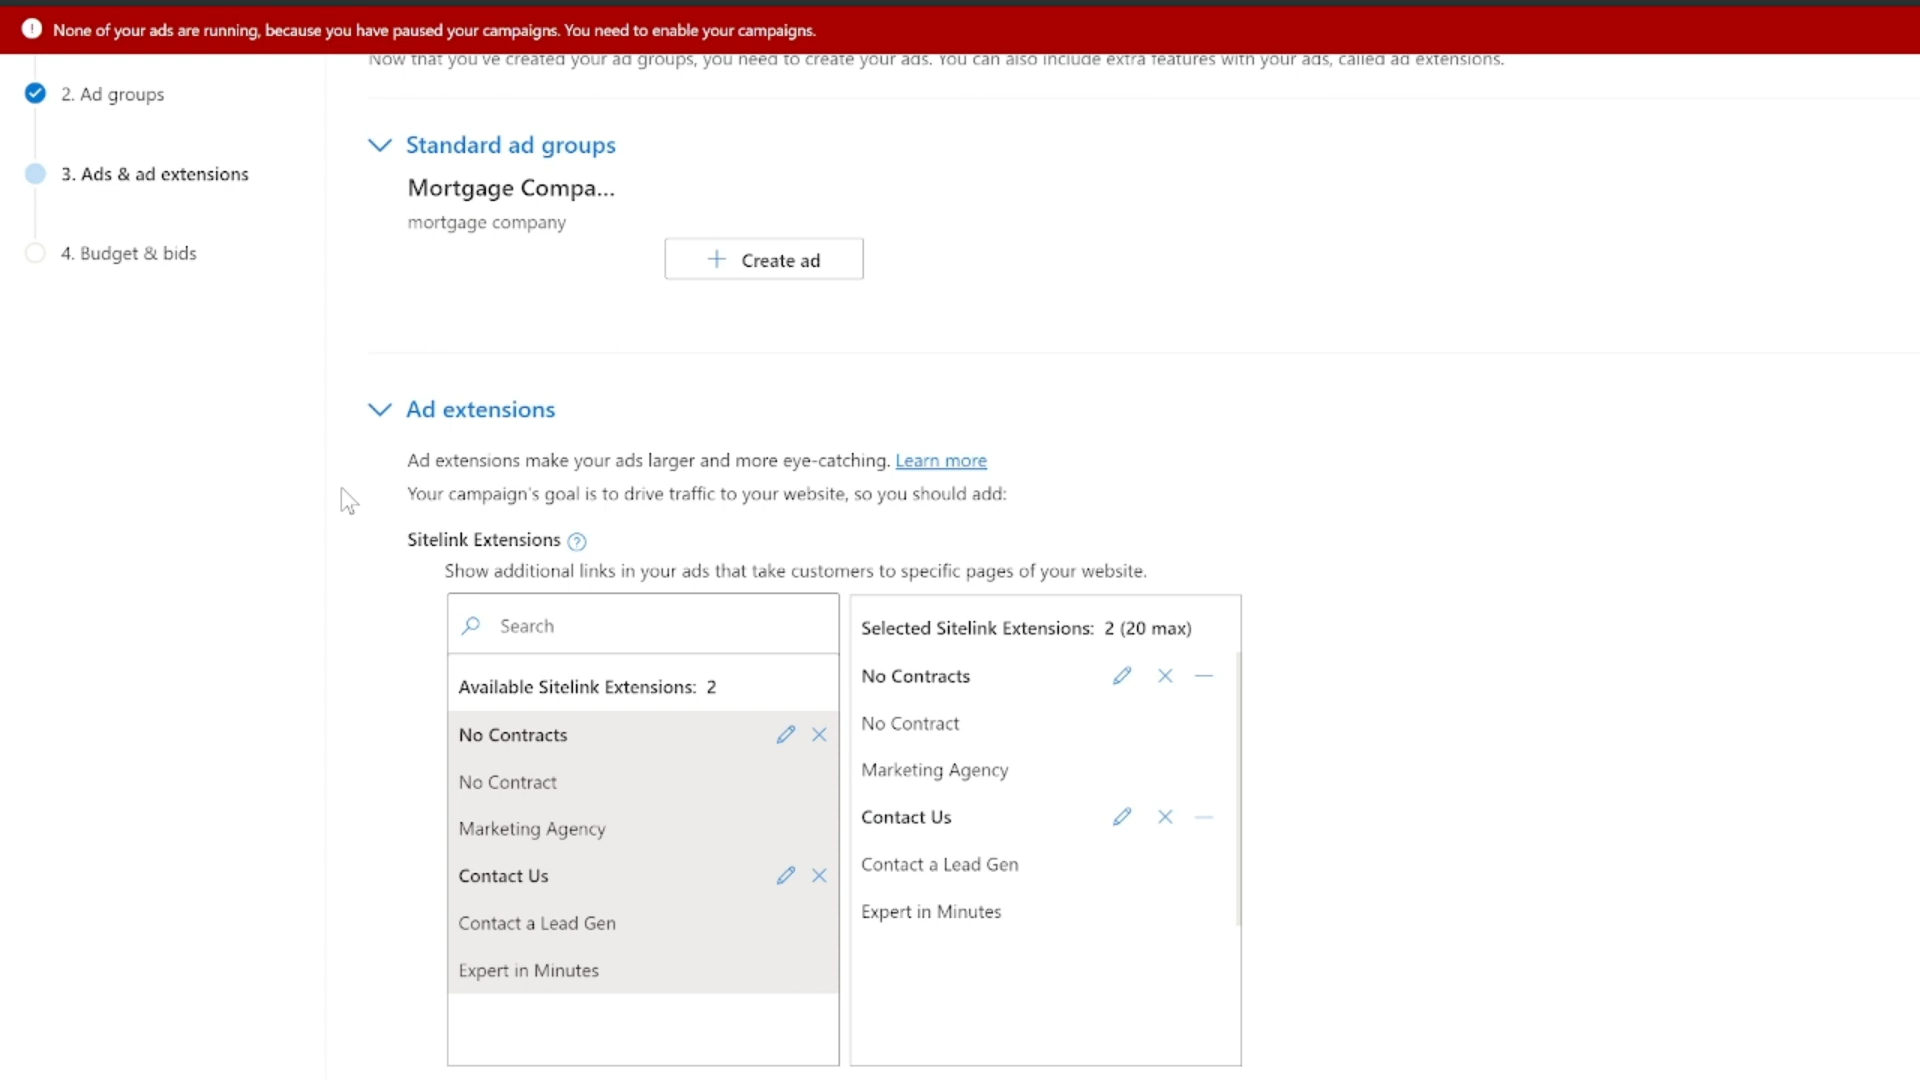 None of your ads are running, because you have paused your campaigns. You need to enable your campaigns.
Now that you've created your ad groups, you need to create your ads. You can also include extra features with your ads, called ad extensions.
2. Ad groups
3. Ads & ad extensions
4. Budget & bids
Standard ad groups
Mortgage Compa...
mortgage company
Create ad
Ad extensions
Ad extensions make your ads larger and more eye-catching. Learn more
Your campaign's goal is to drive traffic to your website, so you should add:
Sitelink Extensions
Show additional links in your ads that take customers to specific pages of your website.
Search
Available Sitelink Extensions: 2
No Contracts
No Contract
Marketing Agency
Contact Us
Contact a Lead Gen
Expert in Minutes
Selected Sitelink Extensions: 2 (20 max)
No Contracts
No Contract
Marketing Agency
Contact Us
Contact a Lead Gen
Expert in Minutes